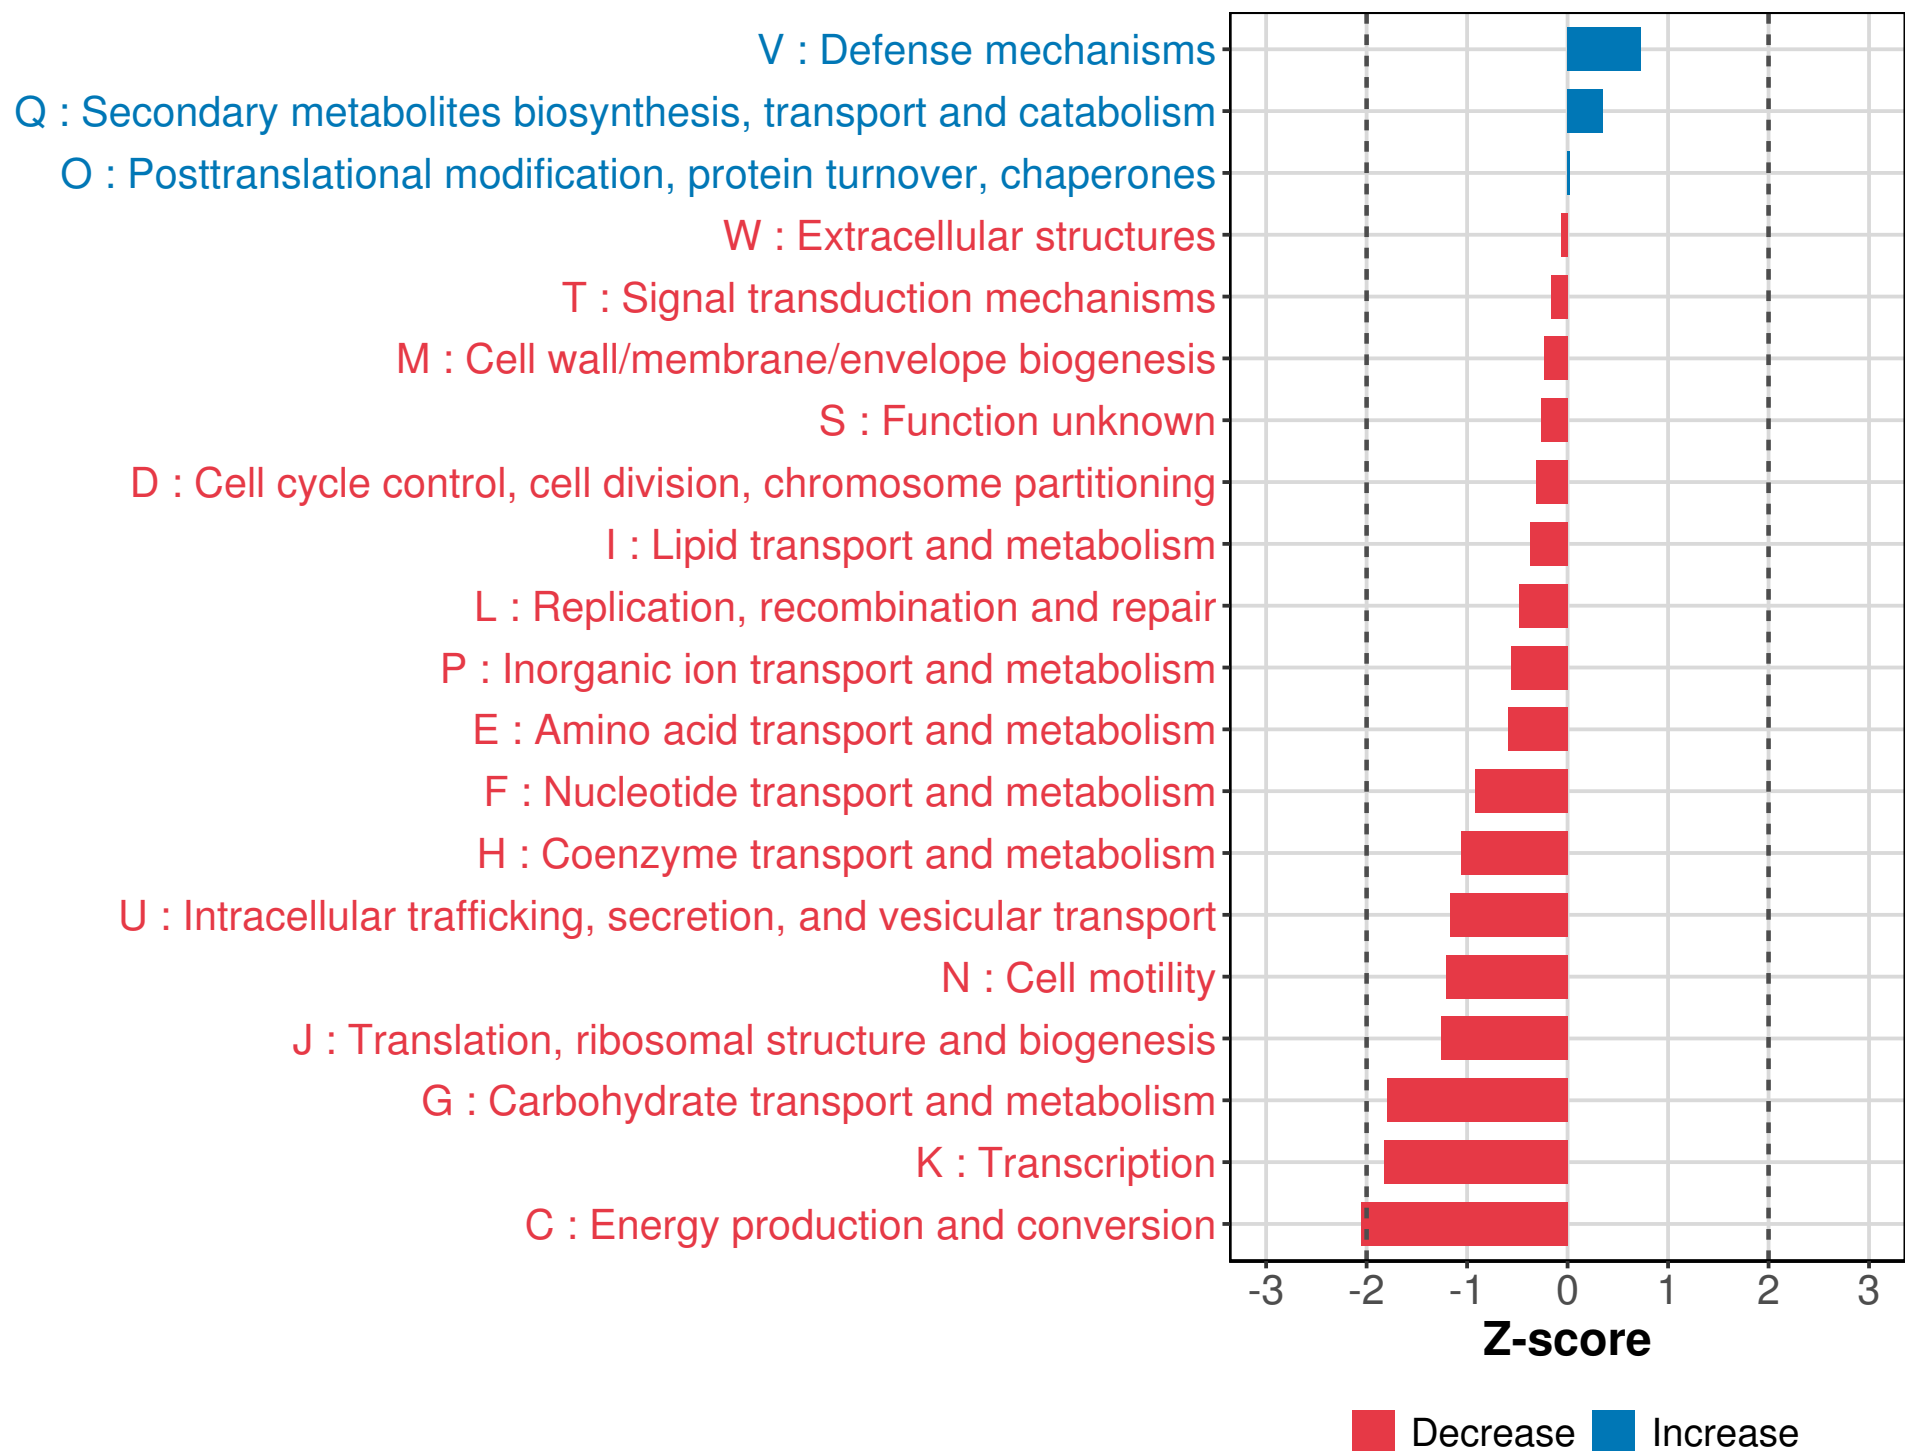 V : Defense mechanisms
Q : Secondary metabolites biosynthesis, transport and catabolism
O : Posttranslational modification, protein turnover, chaperones
W : Extracellular structures
T : Signal transduction mechanisms
M : Cell wall/membrane/envelope biogenesis
S : Function unknown
D : Cell cycle control, cell division, chromosome partitioning
I : Lipid transport and metabolism
L : Replication, recombination and repair
P : Inorganic ion transport and metabolism
E : Amino acid transport and metabolism
F : Nucleotide transport and metabolism
H : Coenzyme transport and metabolism
U : Intracellular trafficking, secretion, and vesicular transport
N : Cell motility
J : Translation, ribosomal structure and biogenesis
G : Carbohydrate transport and metabolism
K : Transcription
C : Energy production and conversion
-3 -2 -1 0 1 2 3
Z-score
Decrease Increase